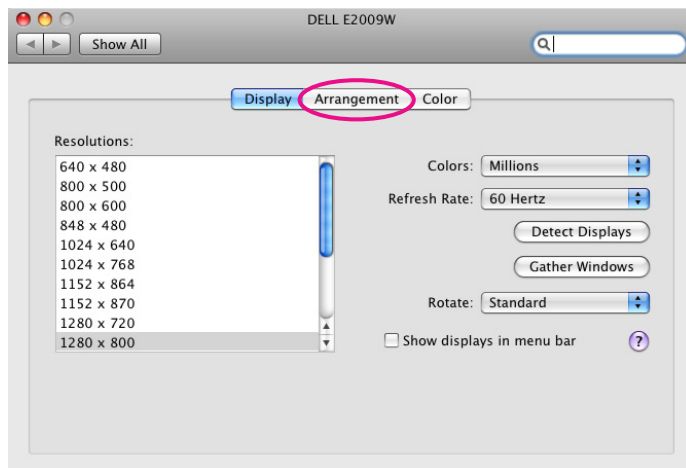 DELL E2009W
Show All
Display Arrangement Color
Resolutions:
640 x 480
800 x 500
800 x 600
848 x 480
1024 x 640
1024 x 768
1152 x 864
1152 x 870
1280 x 720
1280 x 800
Colors: Millions
Refresh Rate: 60 Hertz
Detect Displays
Gather Windows
Rotate: Standard
Show displays in menu bar ?